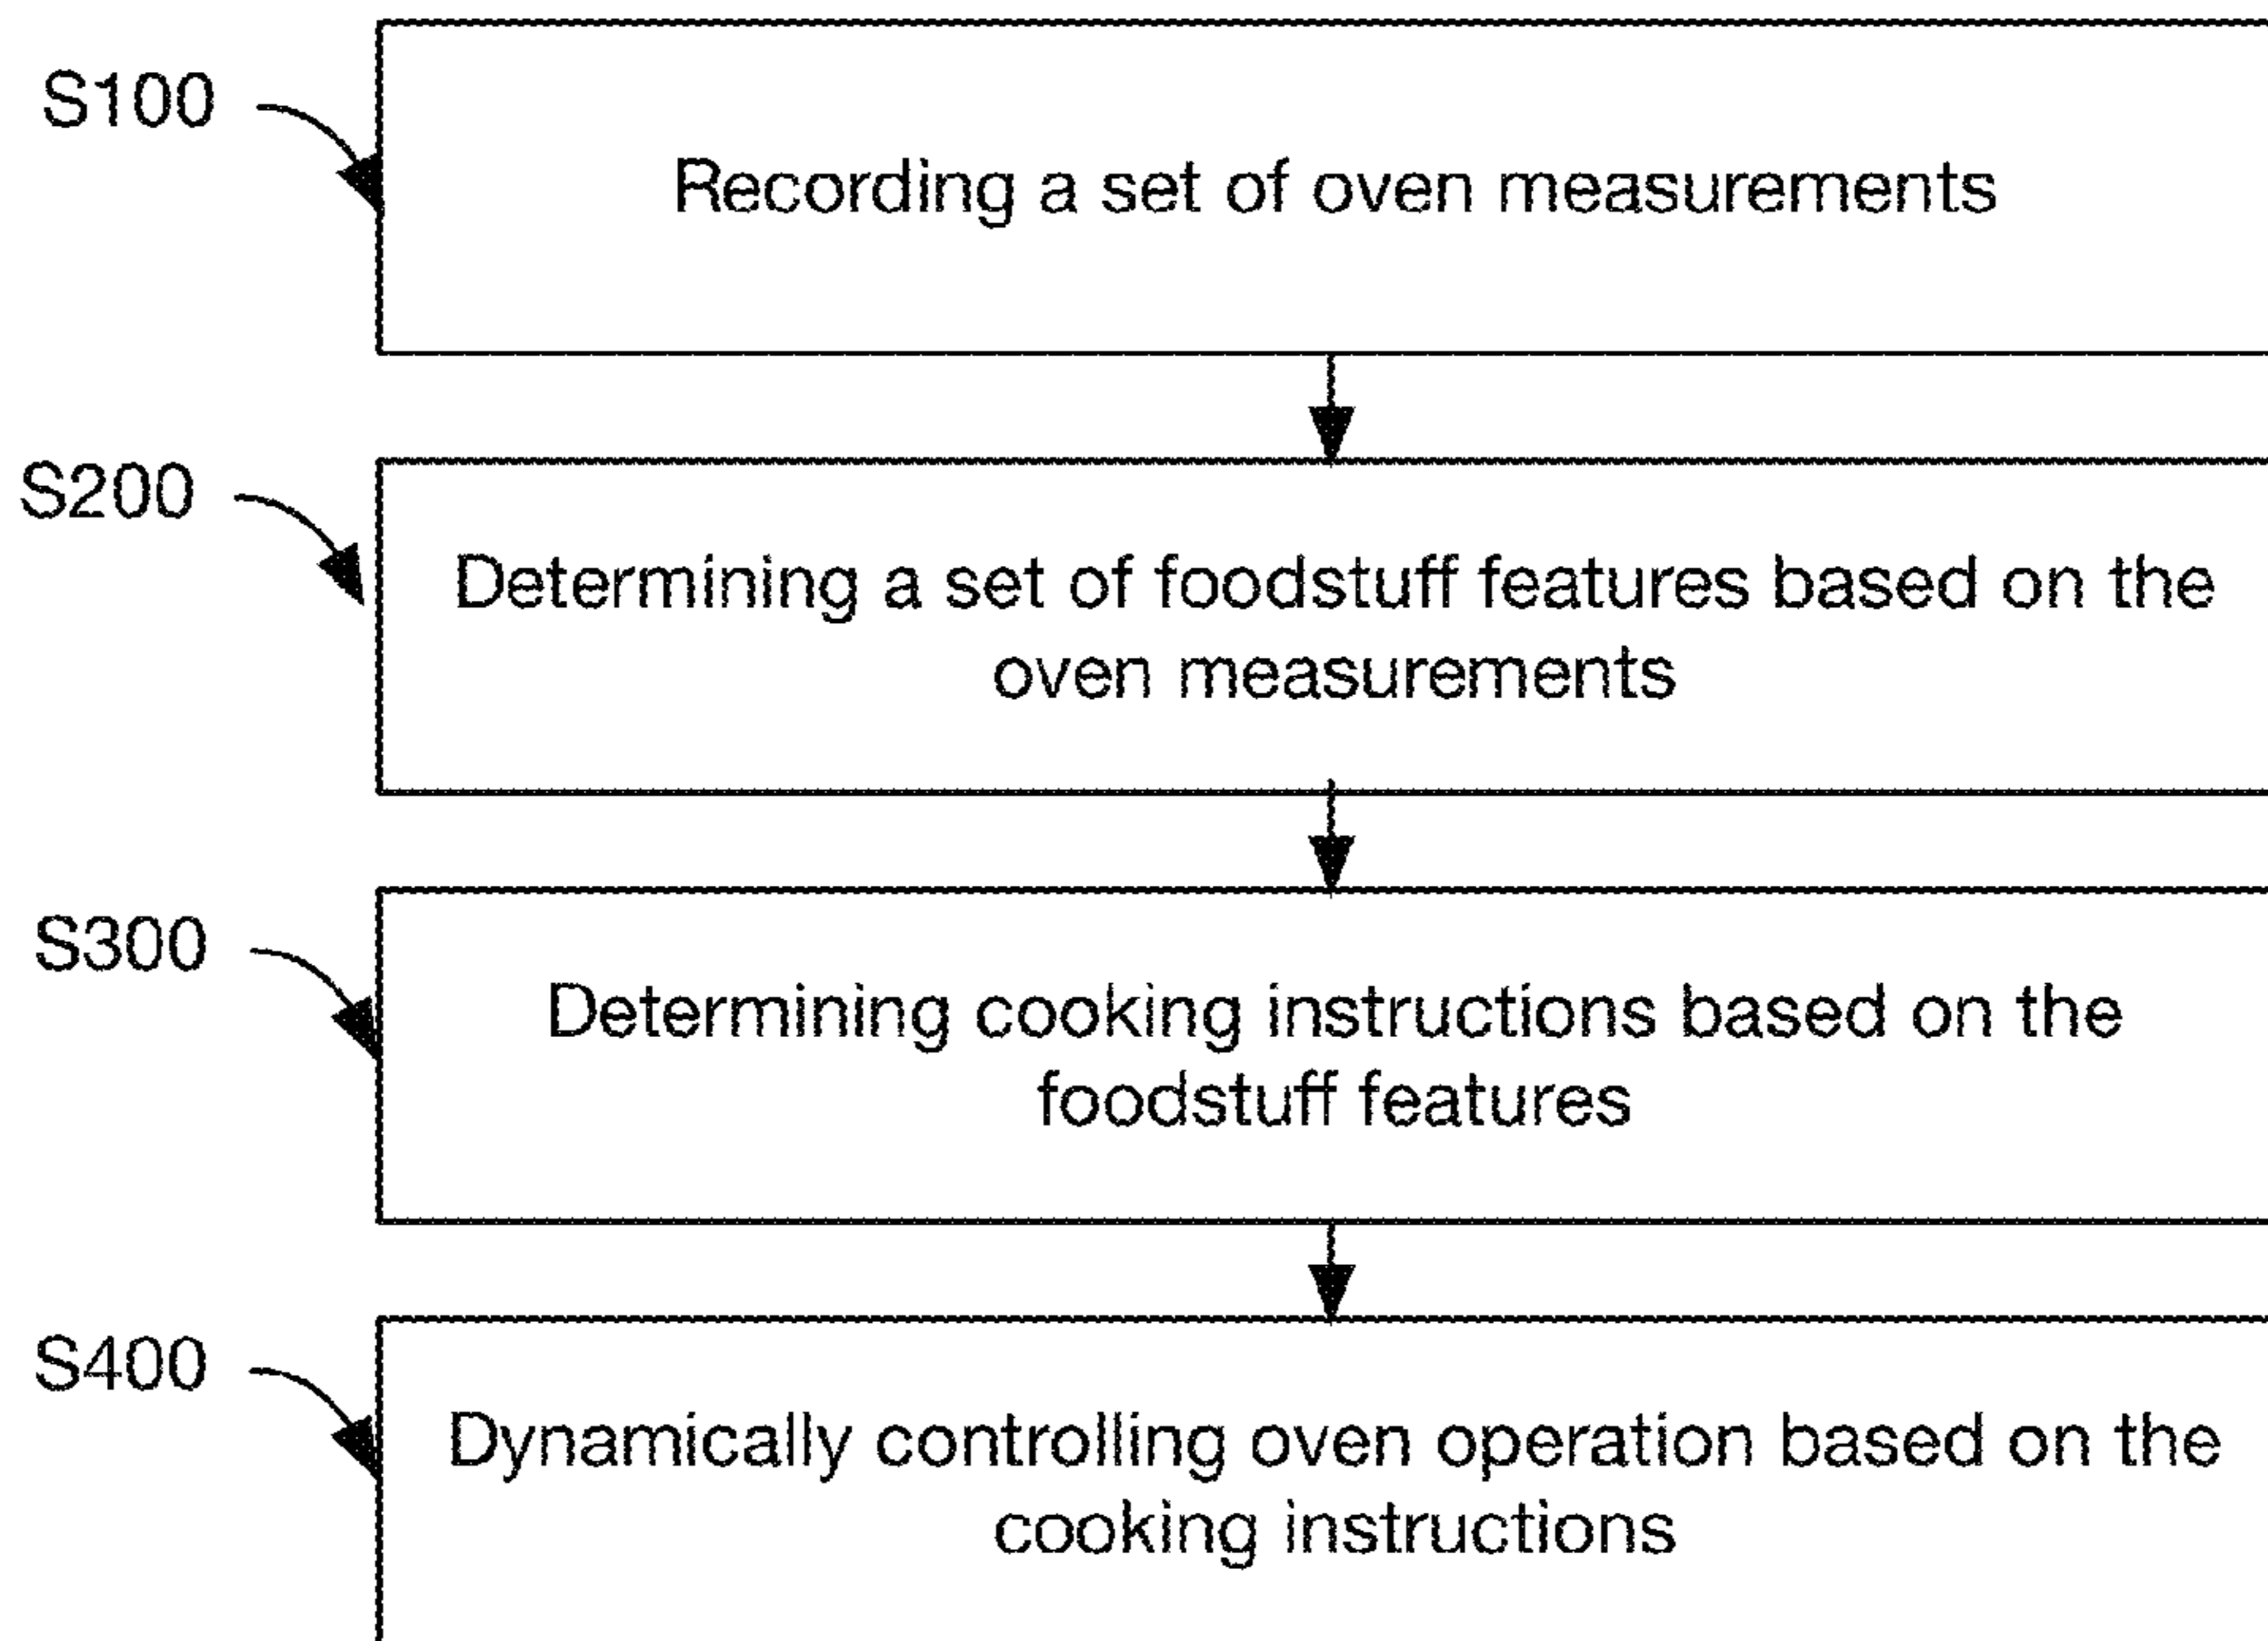 S100
Recording a set of oven measurements
S200
Determining a set of foodstuff features based on the
oven measurements
S300
Determining cooking instructions based on the
foodstuff features
S400
Dynamically controlling oven operation based on the
cooking instructions